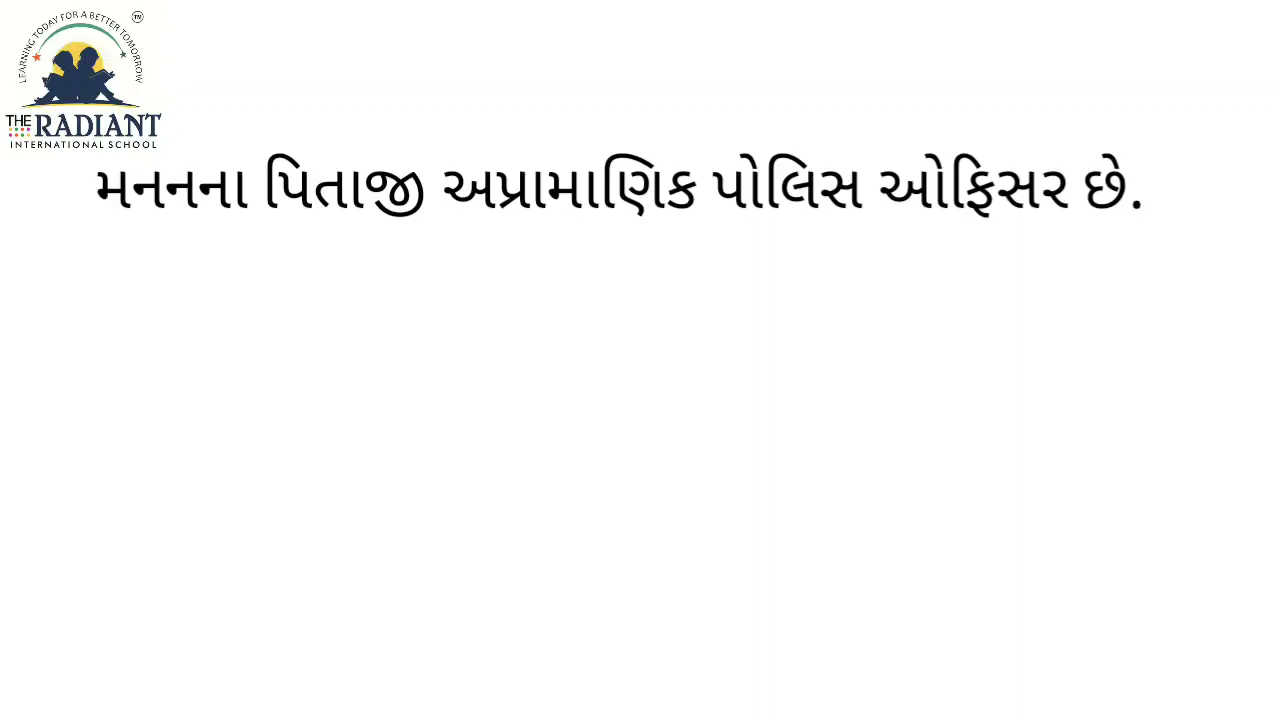 LEARNING TODAY FOR A BETTER TOMORROW
TM
THE RADIANT
INTERNATIONAL SCHOOL
મનનના પિતાજી અપ્રામાણિક પોલિસ ઓફિસર છે.